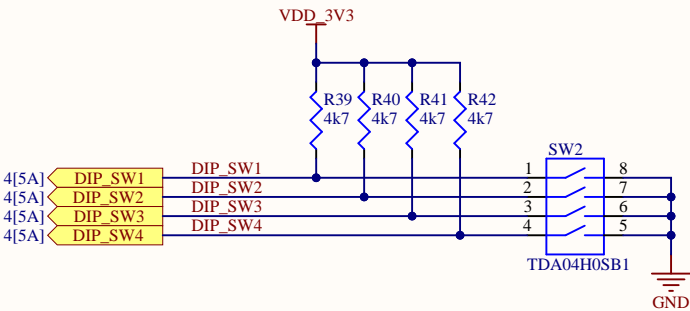 VDD_3V3
R39 R40 R41 R42
4k7 4k7 4k7 4k7
SW2
4[5A] DIP_SW1 DIP_SW1 1 8
4[5A] DIP_SW2 DIP_SW2 2 7
4[5A] DIP_SW3 DIP_SW3 3 6
4[5A] DIP_SW4 DIP_SW4 4 5
TDA04H0SB1
GND